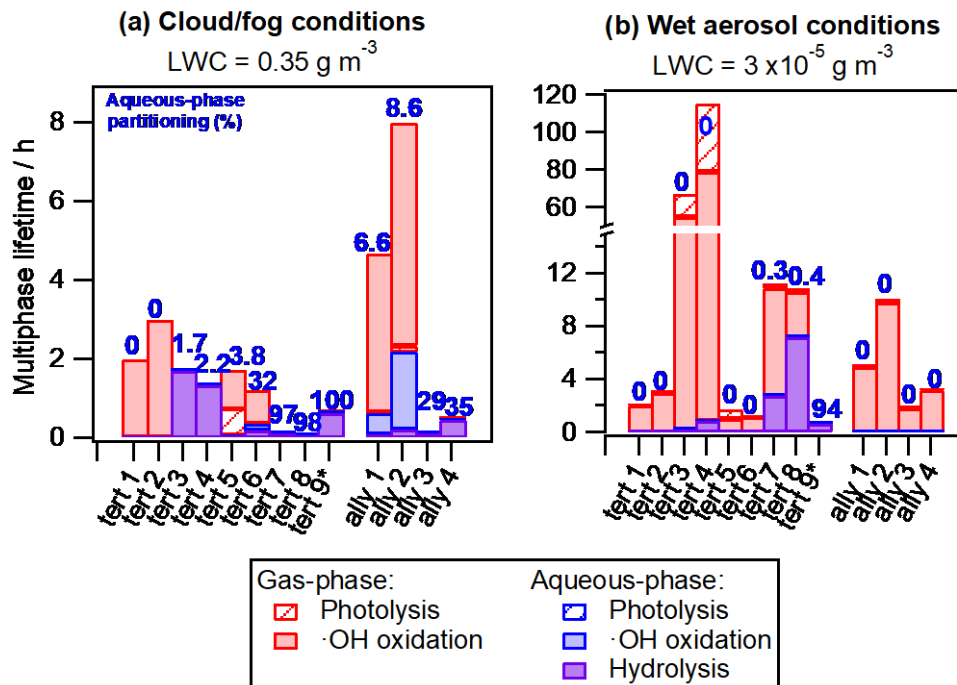 (a) Cloud/fog conditions
LWC = 0.35 g m⁻³
Aqueous-phase
partitioning (%)
Multiphase lifetime / h
8
6
4
2
0
0
0
1.7
2.2
3.8
32
97
98
100
6.6
8.6
29
35
tert 1
tert 2
tert 3
tert 4
tert 5
tert 6
tert 7
tert 8
tert 9*
ally 1
ally 2
ally 3
ally 4
(b) Wet aerosol conditions
LWC = 3 x10⁻⁵ g m⁻³
120
100
80
60
12
8
4
0
0
0
0
0
0
0
0.3
0.4
94
0
0
0
0
tert 1
tert 2
tert 3
tert 4
tert 5
tert 6
tert 7
tert 8
tert 9*
ally 1
ally 2
ally 3
ally 4
Gas-phase:
Photolysis
·OH oxidation
Aqueous-phase:
Photolysis
·OH oxidation
Hydrolysis